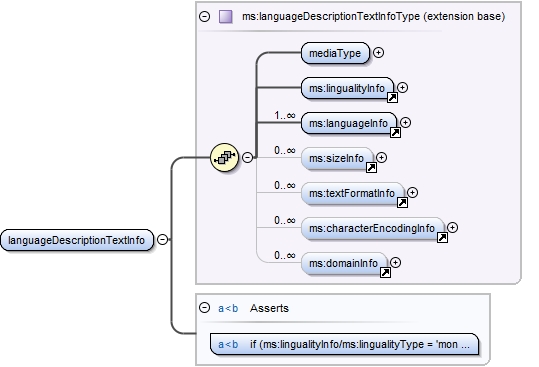 ms:languageDescriptionTextInfoType (extension base)
mediaType
ms:lingualityInfo
1..∞
ms:languageInfo
0..∞
ms:sizeInfo
0..∞
ms:textFormatInfo
0..∞
ms:characterEncodingInfo
0..∞
ms:domainInfo
languageDescriptionTextInfo
a<b Asserts
a<b if (ms:lingualityInfo/ms:lingualityType = 'mon ...